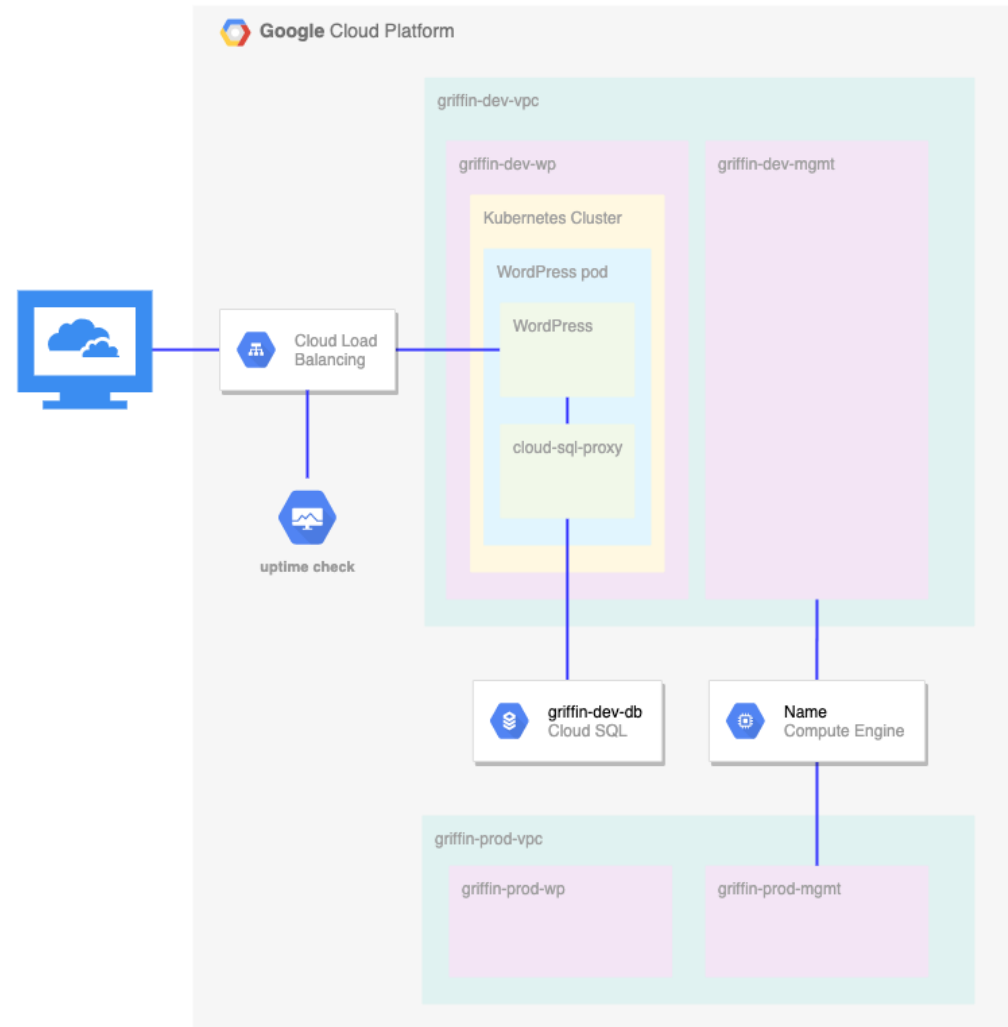 Google Cloud Platform
griffin-dev-vpc
griffin-dev-wp
griffin-dev-mgmt
Kubernetes Cluster
WordPress pod
WordPress
Cloud Load
Balancing
cloud-sql-proxy
uptime check
griffin-dev-db
Cloud SQL
Name
Compute Engine
griffin-prod-vpc
griffin-prod-wp
griffin-prod-mgmt